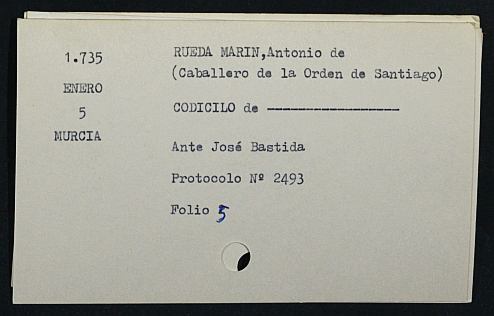 1.735
ENERO
5
MURCIA
RUEDA MARIN,Antonio de
(Caballero de la Orden de Santiago)
CODICILO de -----------------
Ante José Bastida
Protocolo Nº 2493
Folio 5